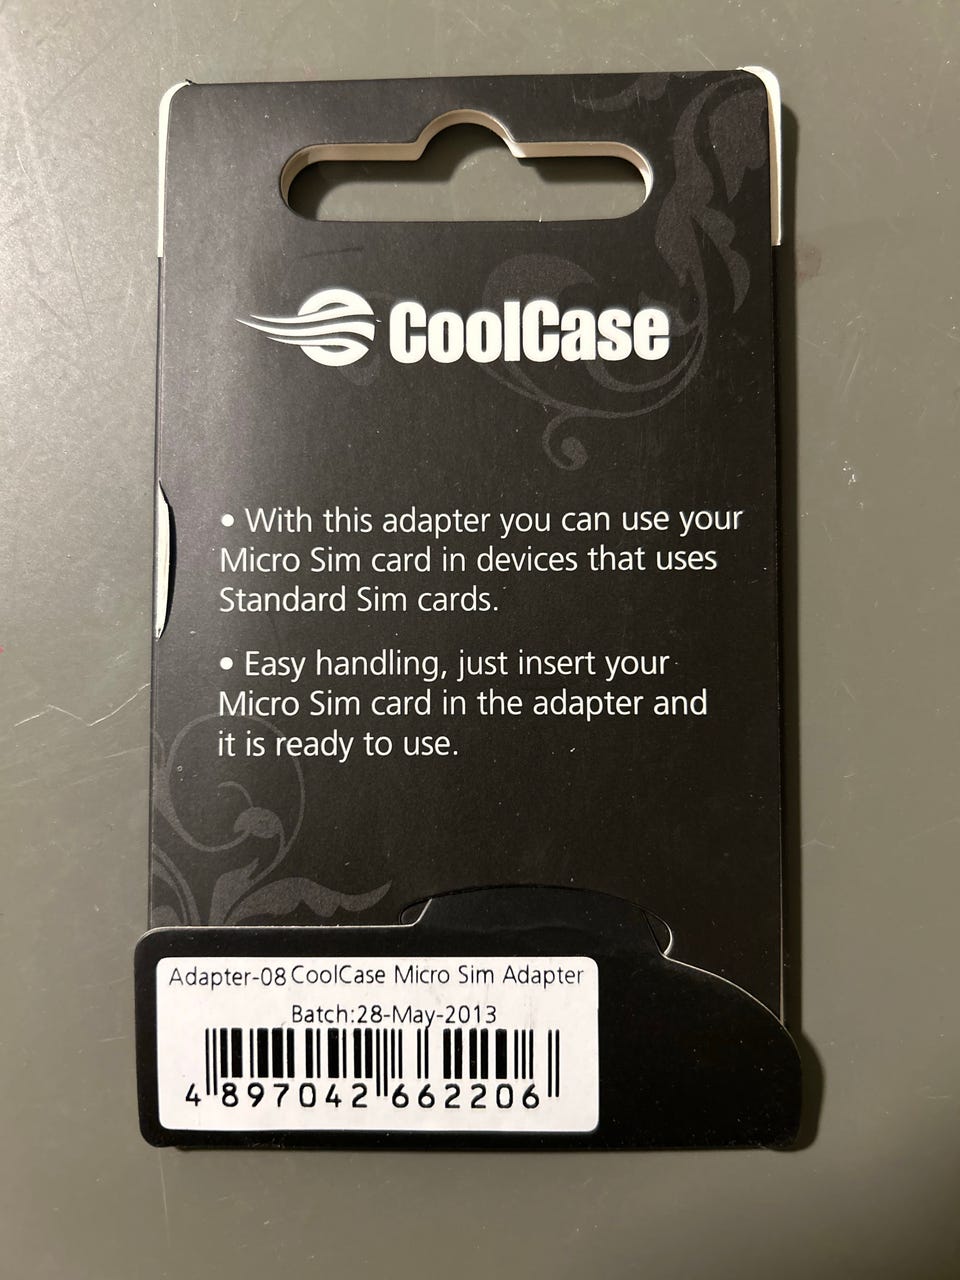 CoolCase
• With this adapter you can use your
Micro Sim card in devices that uses
Standard Sim cards.
• Easy handling, just insert your
Micro Sim card in the adapter and
it is ready to use.
Adapter-08 CoolCase Micro Sim Adapter
Batch:28-May-2013
4 897042 662206